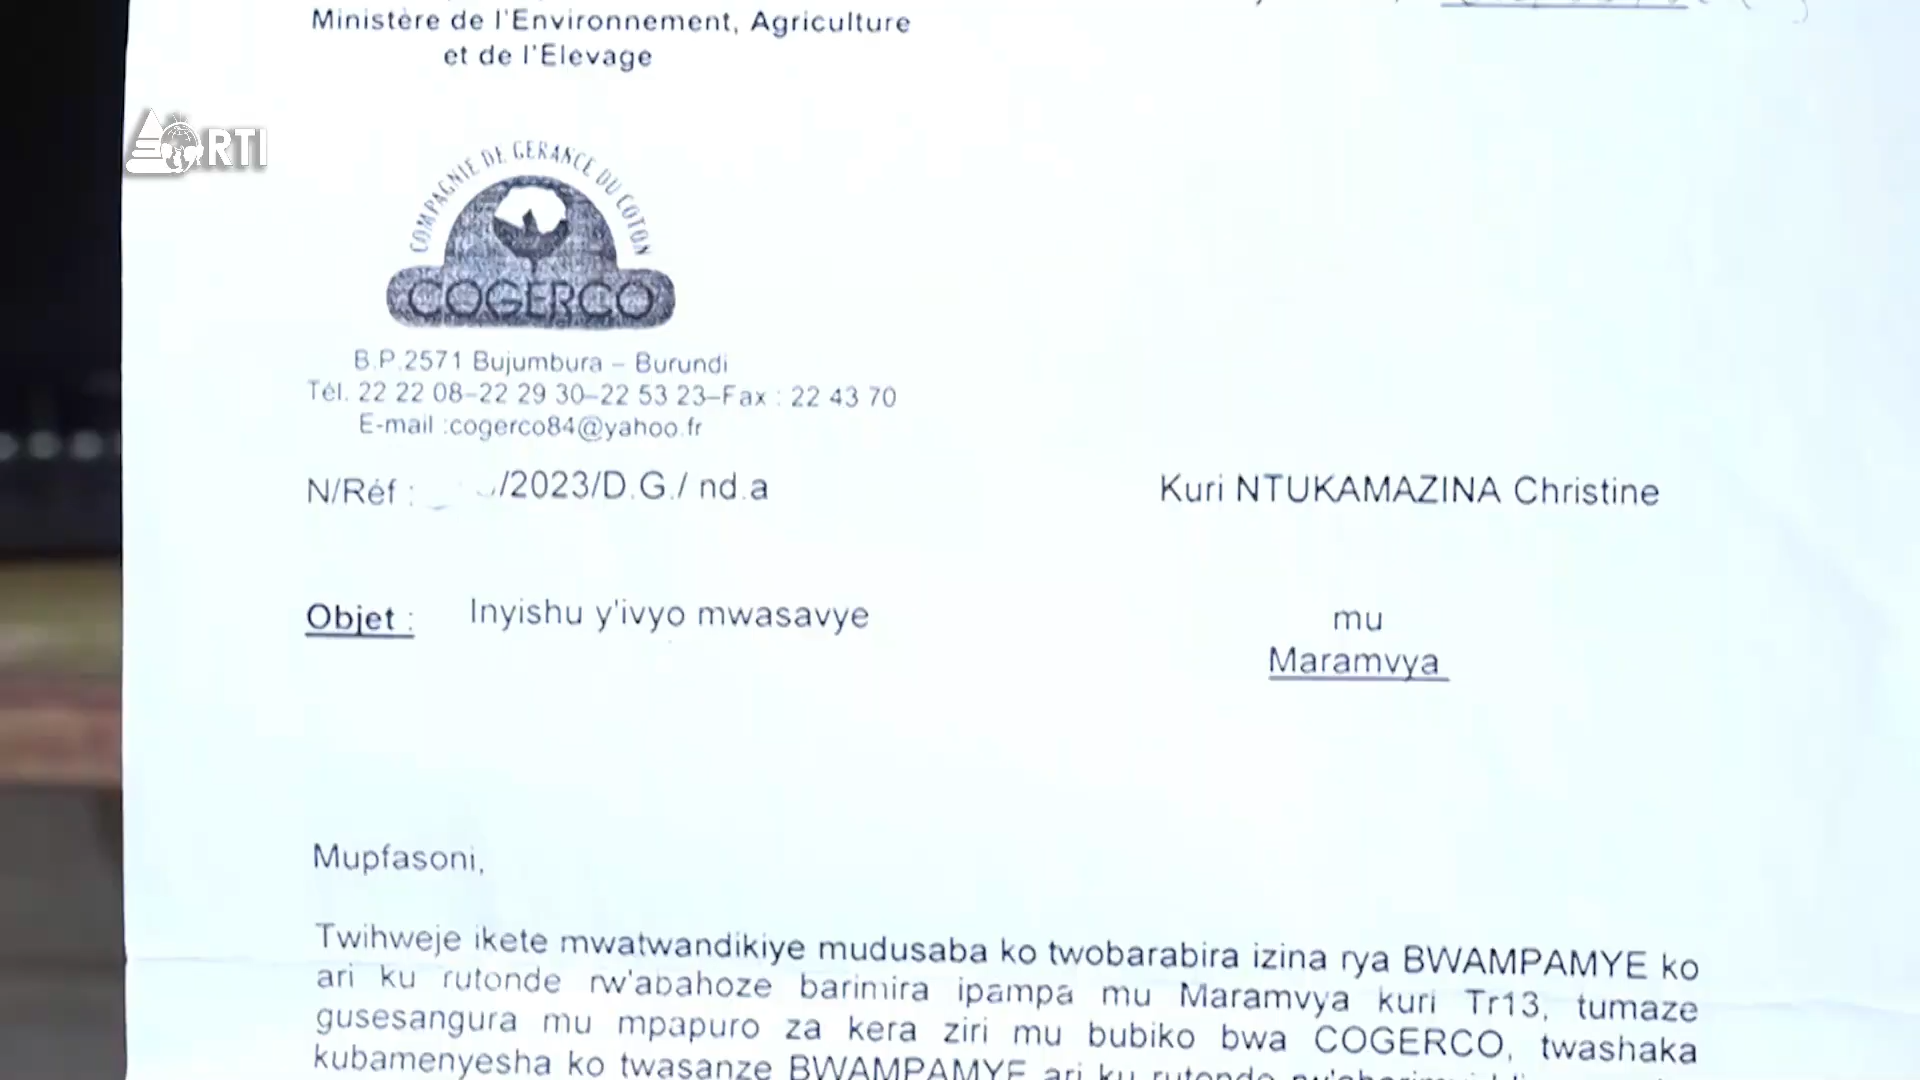 Ministère de l'Environnement, Agriculture
et de l'Elevage
RTI
COMPAGNIE DE GERANCE DU COTON
COGERCO
B.P.2571 Bujumbura – Burundi
Tél. 22 22 08–22 29 30–22 53 23–Fax : 22 43 70
E-mail :cogerco84@yahoo.fr
N/Réf : /2023/D.G./ nd.a
Kuri NTUKAMAZINA Christine
Objet : Inyishu y'ivyo mwasavye
mu
Maramvya
Mupfasoni,
Twihweje ikete mwatwandikiye mudusaba ko twobarabira izina rya BWAMPAMYE ko
ari ku rutonde rw'abahoze barimira ipampa mu Maramvya kuri Tr13, tumaze
gusesangura mu mpapuro za kera ziri mu bubiko bwa COGERCO, twashaka
kubamenyesha ko twasanze BWAMPAMYE ari ku rutonde